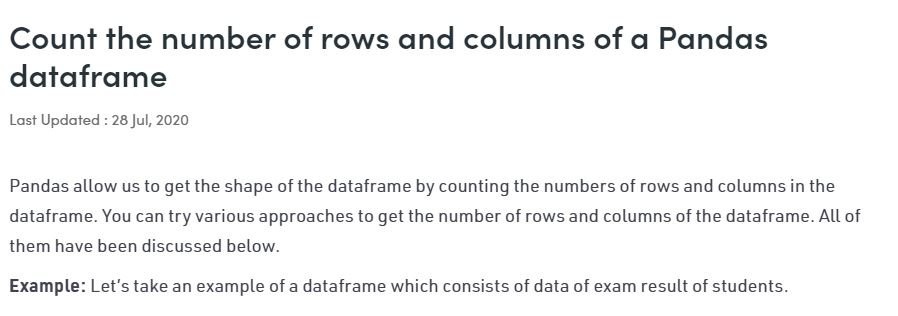 Count the number of rows and columns of a Pandas
dataframe
Last Updated : 28 Jul, 2020
Pandas allow us to get the shape of the dataframe by counting the numbers of rows and columns in the
dataframe. You can try various approaches to get the number of rows and columns of the dataframe. All of
them have been discussed below.
Example: Let’s take an example of a dataframe which consists of data of exam result of students.